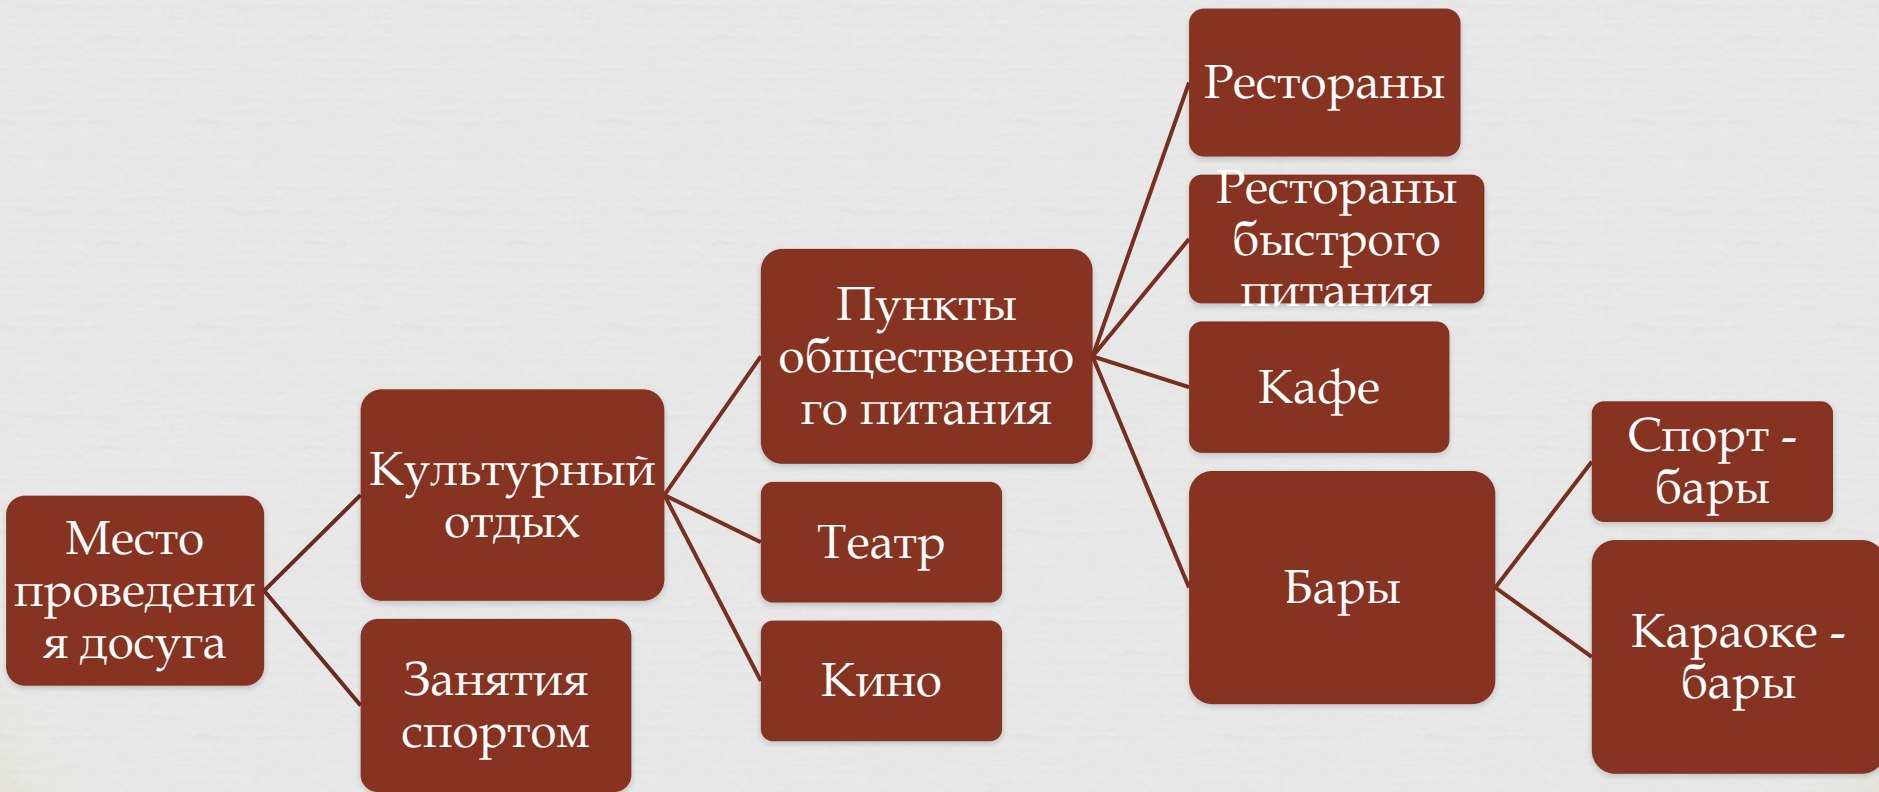 Место
проведени
я досуга
Культурный
отдых
Занятия
спортом
Пункты
общественно
го питания
Театр
Кино
Рестораны
Рестораны
быстрого
питания
Кафе
Бары
Спорт -
бары
Караоке -
бары